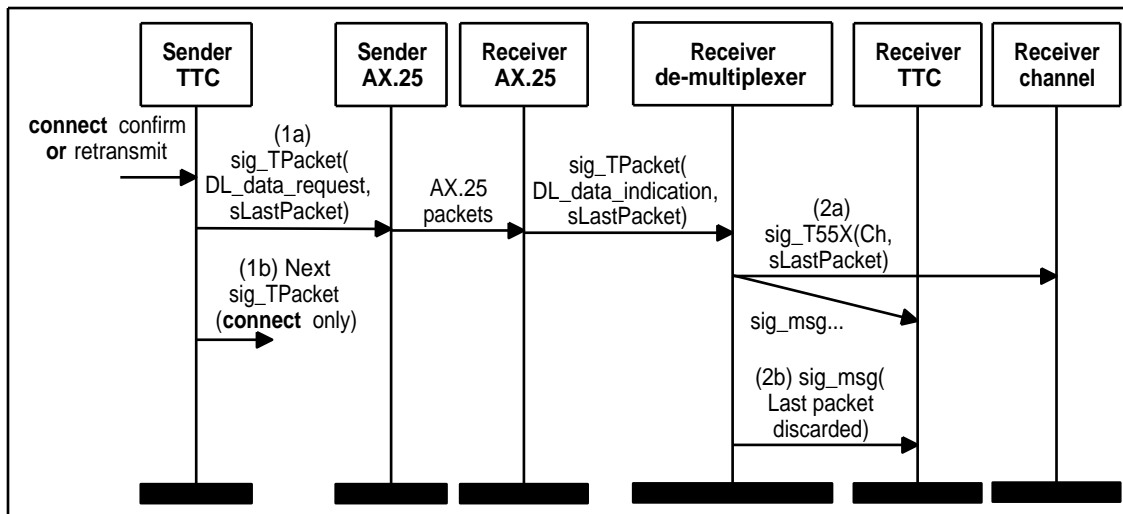 Sender
TTC
Sender
AX.25
Receiver
AX.25
Receiver
de-multiplexer
Receiver
TTC
Receiver
channel
connect confirm
or retransmit
(1a)
sig_TPacket(
DL_data_request,
sLastPacket)
AX.25
packets
sig_TPacket(
DL_data_indication,
sLastPacket)
(2a)
sig_T55X(Ch,
sLastPacket)
(1b) Next
sig_TPacket
(connect only)
sig_msg...
(2b) sig_msg(
Last packet
discarded)